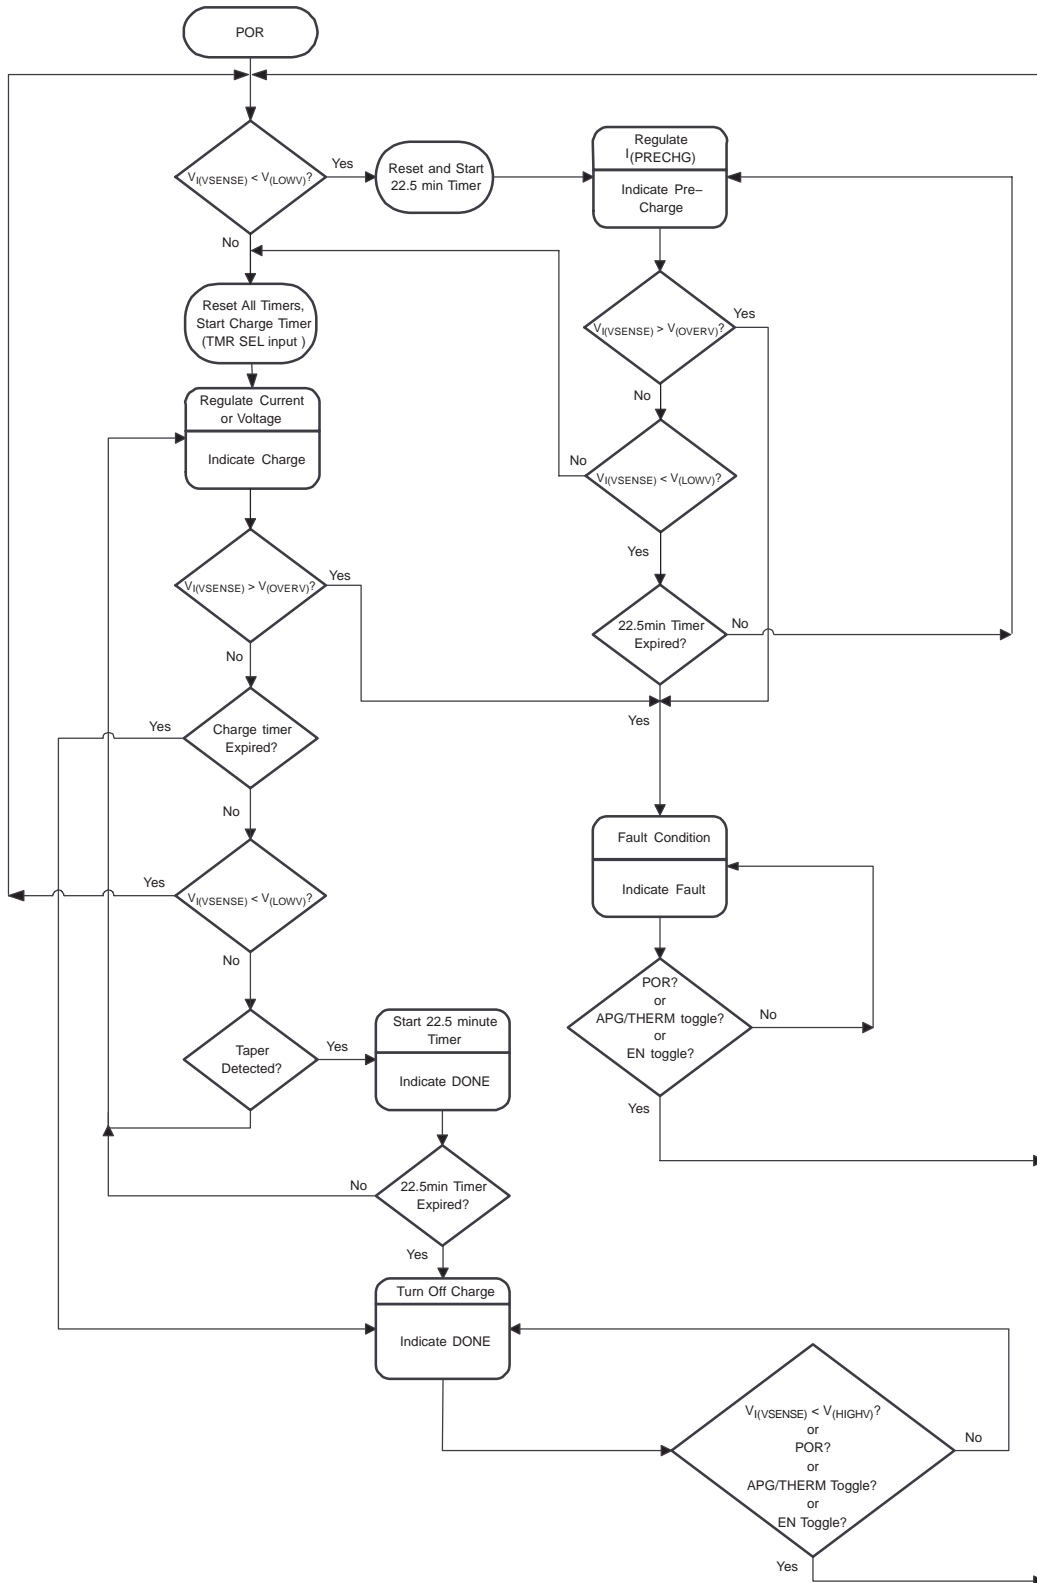 POR
VI(VSENSE) < V(LOWV)?
Yes
No
Reset and Start
22.5 min Timer
Regulate
I(PRECHG)
Indicate Pre–
Charge
VI(VSENSE) > V(OVERV)?
Yes
No
VI(VSENSE) < V(LOWV)?
No
Yes
22.5min Timer
Expired?
No
Yes
Reset All Timers,
Start Charge Timer
(TMR SEL input )
Regulate Current
or Voltage
Indicate Charge
VI(VSENSE) > V(OVERV)?
Yes
No
Charge timer
Expired?
Yes
No
VI(VSENSE) < V(LOWV)?
Yes
No
Taper
Detected?
Yes
Start 22.5 minute
Timer
Indicate DONE
22.5min Timer
Expired?
No
Yes
Turn Off Charge
Indicate DONE
Fault Condition
Indicate Fault
POR?
or
APG/THERM toggle?
or
EN toggle?
No
Yes
VI(VSENSE) < V(HIGHV)?
or
POR?
or
APG/THERM Toggle?
or
EN Toggle?
No
Yes